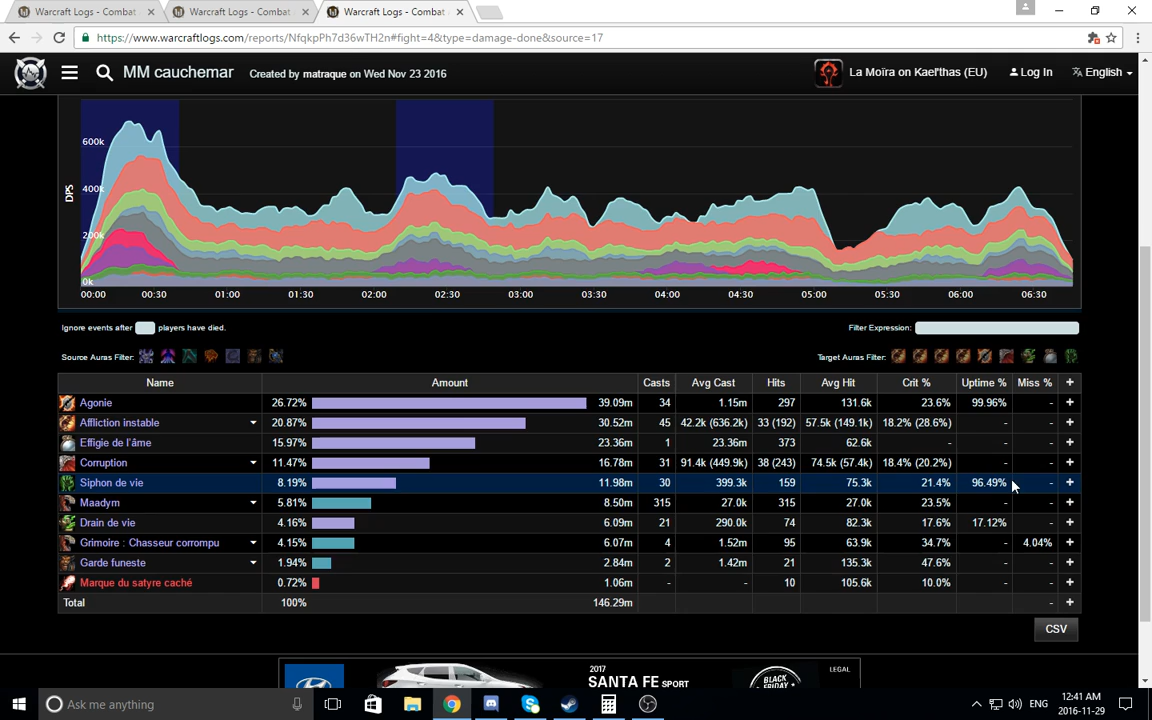 Warcraft Logs - Combat × Warcraft Logs - Combat × Warcraft Logs - Combat ×
https://www.warcraftlogs.com/reports/NfqkpPh7d36wTH2n#fight=4&type=damage-done&source=17
MM cauchemar Created by matraque on Wed Nov 23 2016 La Moïra on Kael'thas (EU) Log In English
DPS
600k
400k
200k
0k
00:00 00:30 01:00 01:30 02:00 02:30 03:00 03:30 04:00 04:30 05:00 05:30 06:00 06:30
Ignore events after players have died. Filter Expression:
Source Auras Filter: Target Auras Filter:
Name Amount Casts Avg Cast Hits Avg Hit Crit % Uptime % Miss % +
Agonie 26.72% 39.09m 34 1.15m 297 131.6k 23.6% 99.96% - +
Affliction instable 20.87% 30.52m 45 42.2k (636.2k) 33 (192) 57.5k (149.1k) 18.2% (28.6%) - - +
Effigie de l'âme 15.97% 23.36m 1 23.36m 373 62.6k - - - +
Corruption 11.47% 16.78m 31 91.4k (449.9k) 38 (243) 74.5k (57.4k) 18.4% (20.2%) - - +
Siphon de vie 8.19% 11.98m 30 399.3k 159 75.3k 21.4% 96.49% - +
Maadym 5.81% 8.50m 315 27.0k 315 27.0k 23.5% - - +
Drain de vie 4.16% 6.09m 21 290.0k 74 82.3k 17.6% 17.12% - +
Grimoire : Chasseur corrompu 4.15% 6.07m 4 1.52m 95 63.9k 34.7% - 4.04% +
Garde funeste 1.94% 2.84m 2 1.42m 21 135.3k 47.6% - - +
Marque du satyre caché 0.72% 1.06m - - 10 105.6k 10.0% - - +
Total 100% 146.29m - +
CSV
2017
SANTA FE SPORT
BLACK
FRIDAY
LEGAL
Ask me anything
ENG
12:41 AM
2016-11-29